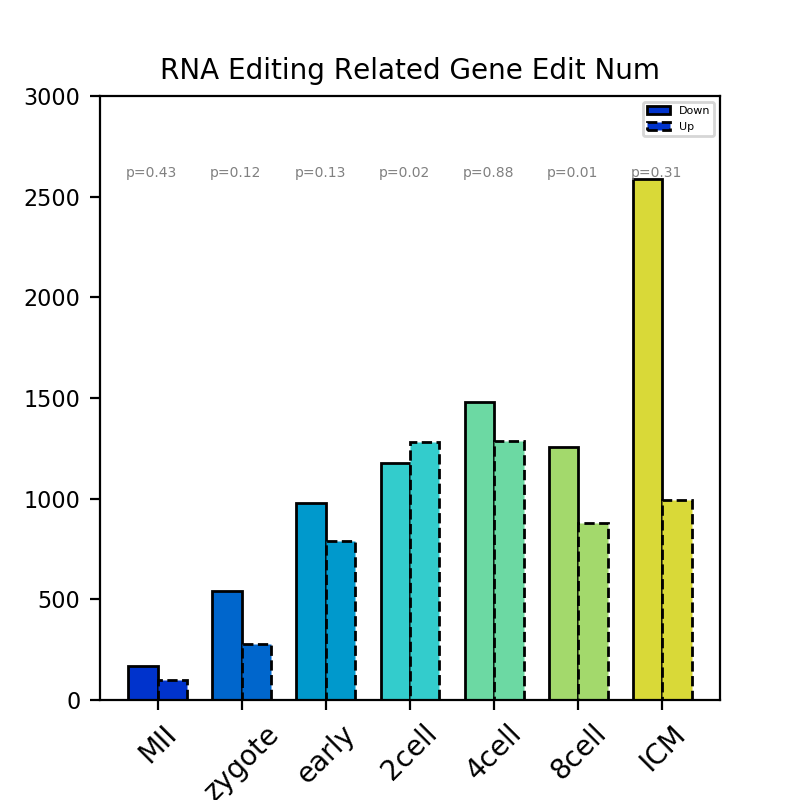 RNA Editing Related Gene Edit Num
3000
2500
2000
1500
1000
500
0
Down
Up
p=0.43 p=0.12 p=0.13 p=0.02 p=0.88 p=0.01 p=0.31
MII zygote early 2cell 4cell 8cell ICM